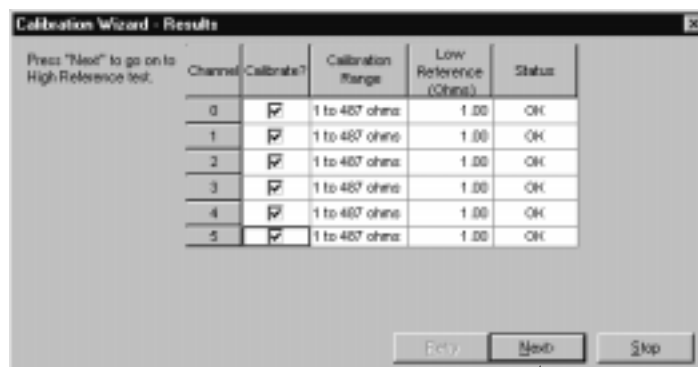 Calibration Wizard - Results
Press "Next" to go on to
High Reference test.
Channel Calibrate? Calibration Range Low Reference (Ohms) Status
0 1 to 487 ohms 1.00 OK
1 1 to 487 ohms 1.00 OK
2 1 to 487 ohms 1.00 OK
3 1 to 487 ohms 1.00 OK
4 1 to 487 ohms 1.00 OK
5 1 to 487 ohms 1.00 OK
Retry Next> Stop